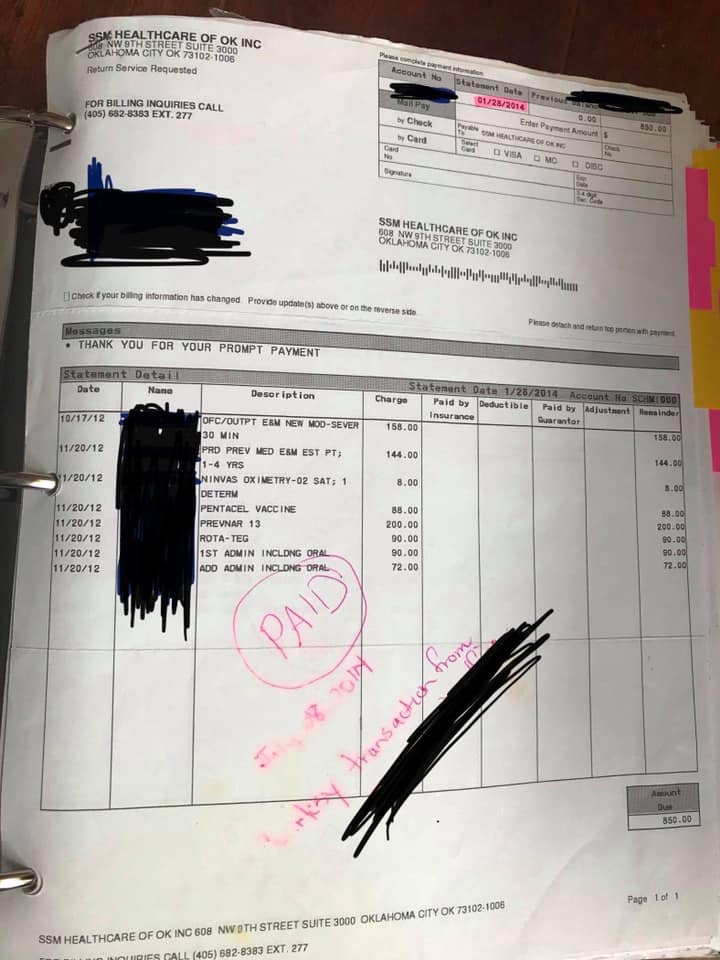 SSM HEALTHCARE OF OK INC
608 NW 9TH STREET SUITE 3000
OKLAHOMA CITY OK 73102-1006
Return Service Requested
FOR BILLING INQUIRIES CALL
(405) 682-8383 EXT. 277
Please complete payment information
Account No Statement Date Previous Balance
01/28/2014 0.00 850.00
Mail Pay Enter Payment Amount $
by Check Payable To SSM HEALTHCARE OF OK INC Check No.
by Card Select Card VISA MC DISC
Card No. Exp. Date
Signature 3-4 digit Sec. Code
SSM HEALTHCARE OF OK INC
608 NW 9TH STREET SUITE 3000
OKLAHOMA CITY OK 73102-1006
Check if your billing information has changed. Provide update(s) above or on the reverse side.
Please detach and return top portion with payment.
Messages
• THANK YOU FOR YOUR PROMPT PAYMENT
Statement Detail Statement Date 1/28/2014 Account No SCHMI000
Date Name Description Charge Paid by Insurance Deductible Paid by Guarantor Adjustment Remainder
10/17/12 OFC/OUTPT E&M NEW MOD-SEVER 158.00 158.00
30 MIN
11/20/12 PRD PREV MED E&M EST PT; 144.00 144.00
1-4 YRS
11/20/12 NINVAS OXIMETRY-02 SAT; 1 8.00 8.00
DETERM
11/20/12 PENTACEL VACCINE 88.00 88.00
11/20/12 PREVNAR 13 200.00 200.00
11/20/12 ROTA-TEG 90.00 90.00
11/20/12 1ST ADMIN INCLDNG ORAL 90.00 90.00
11/20/12 ADD ADMIN INCLDNG ORAL 72.00 72.00
PAID
July 08 2014
transaction from
Amount
Due
850.00
Page 1 of 1
SSM HEALTHCARE OF OK INC 608 NW 9TH STREET SUITE 3000 OKLAHOMA CITY OK 73102-1006
FOR BILLING INQUIRIES CALL (405) 682-8383 EXT. 277